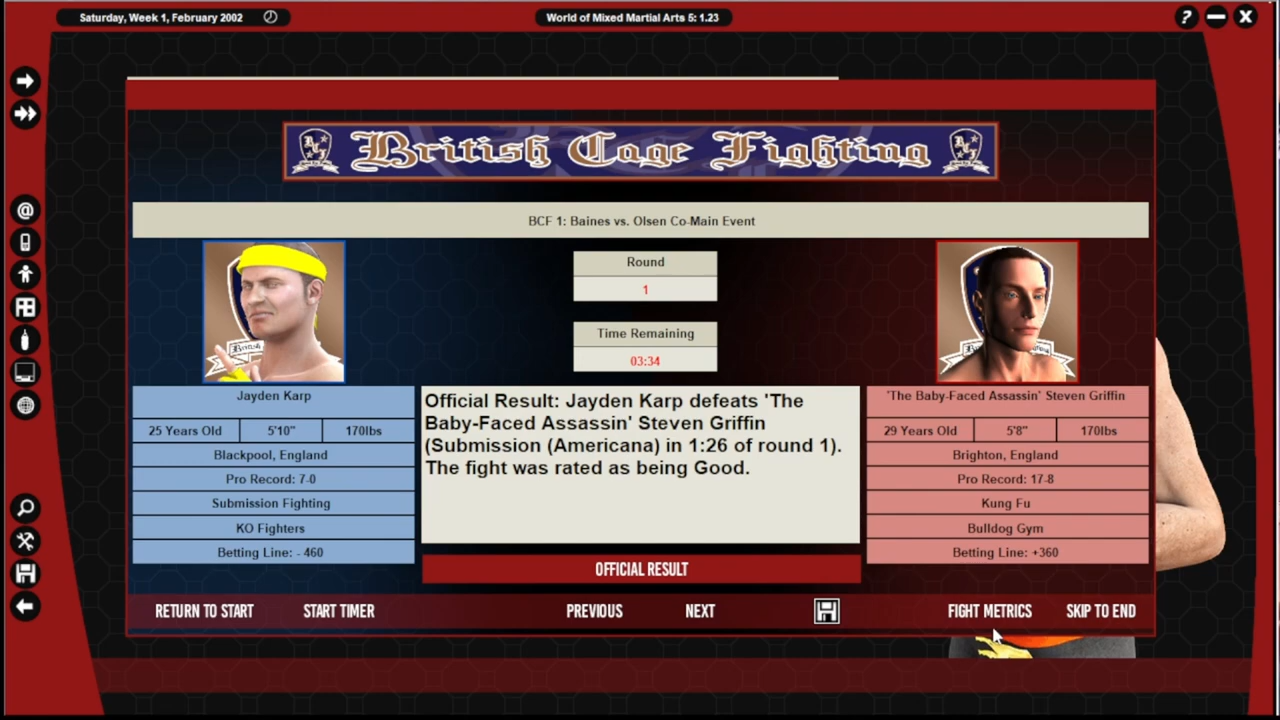 Saturday, Week 1, February 2002
World of Mixed Martial Arts 5: 1.23
?
@
British Cage Fighting
BCF 1: Baines vs. Olsen Co-Main Event
Round
1
Time Remaining
03:34
Jayden Karp
25 Years Old
5'10"
170lbs
Blackpool, England
Pro Record: 7-0
Submission Fighting
KO Fighters
Betting Line: - 460
Official Result: Jayden Karp defeats 'The
Baby-Faced Assassin' Steven Griffin
(Submission (Americana) in 1:26 of round 1).
The fight was rated as being Good.
OFFICIAL RESULT
'The Baby-Faced Assassin' Steven Griffin
29 Years Old
5'8"
170lbs
Brighton, England
Pro Record: 17-8
Kung Fu
Bulldog Gym
Betting Line: +360
RETURN TO START
START TIMER
PREVIOUS
NEXT
FIGHT METRICS
SKIP TO END